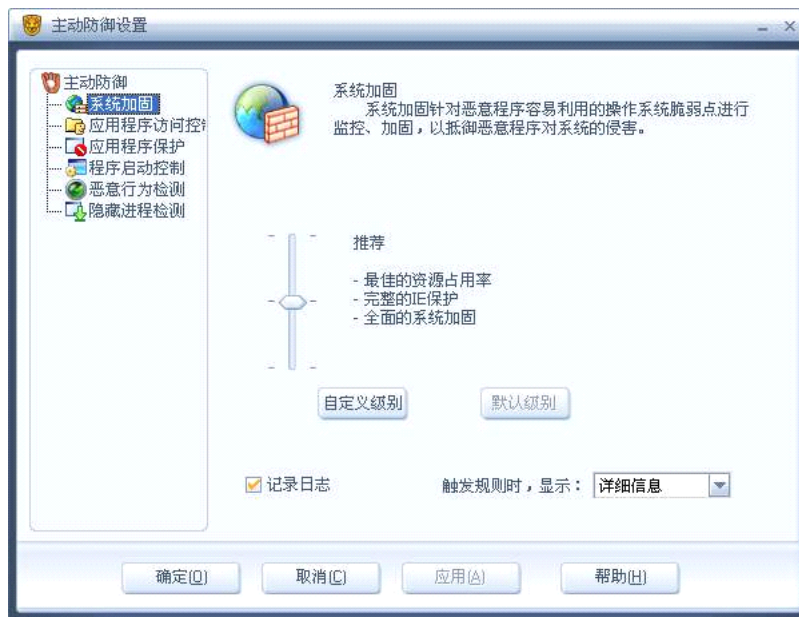 主动防御设置
主动防御
系统加固
应用程序访问控制
应用程序保护
程序启动控制
恶意行为检测
隐藏进程检测
系统加固
系统加固针对恶意程序容易利用的操作系统脆弱点进行
监控、加固，以抵御恶意程序对系统的侵害。
推荐
- 最佳的资源占用率
- 完整的IE保护
- 全面的系统加固
自定义级别
默认级别
记录日志
触发规则时，显示：
详细信息
确定(O)
取消(C)
应用(A)
帮助(H)